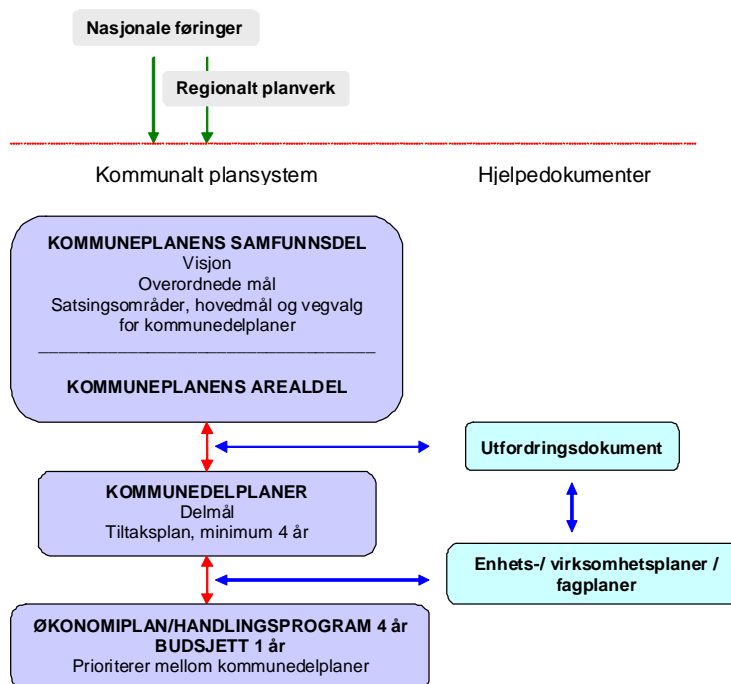 Nasjonale føringer
Regionalt planverk
Kommunalt plansystem
Hjelpedokumenter
KOMMUNEPLANENS SAMFUNNSDEL
Visjon
Overordnede mål
Satsingsområder, hovedmål og vegvalg
for kommunedelplaner
KOMMUNEPLANENS AREALDEL
Utfordringsdokument
KOMMUNEDELPLANER
Delmål
Tiltaksplan, minimum 4 år
Enhets-/ virksomhetsplaner /
fagplaner
ØKONOMIPLAN/HANDLINGSPROGRAM 4 år
BUDSJETT 1 år
Prioriterer mellom kommunedelplaner